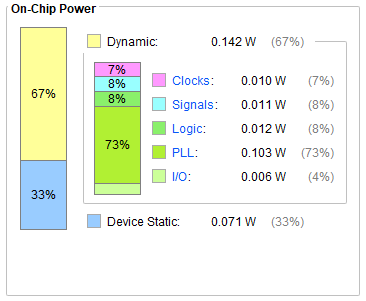 On-Chip Power
67%
33%
Dynamic: 0.142 W (67%)
7%
8%
8%
73%
Clocks: 0.010 W (7%)
Signals: 0.011 W (8%)
Logic: 0.012 W (8%)
PLL: 0.103 W (73%)
I/O: 0.006 W (4%)
Device Static: 0.071 W (33%)